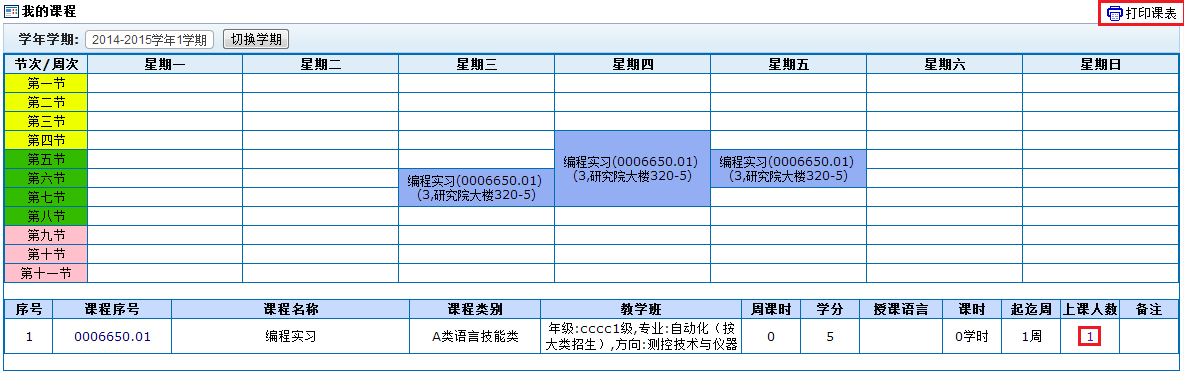 我的课程
打印课表
学年学期: 2014-2015学年1学期 切换学期
节次/周次 星期一 星期二 星期三 星期四 星期五 星期六 星期日
第一节
第二节
第三节
第四节
第五节
第六节
第七节
第八节
第九节
第十节
第十一节
编程实习(0006650.01)
(3,研究院大楼320-5)
编程实习(0006650.01)
(3,研究院大楼320-5)
编程实习(0006650.01)
(3,研究院大楼320-5)
序号 课程序号 课程名称 课程类别 教学班 周课时 学分 授课语言 课时 起迄周 上课人数 备注
1 0006650.01 编程实习 A类语言技能类 年级:cccc1级,专业:自动化（按
大类招生）,方向:测控技术与仪器 0 5 0学时 1周 1